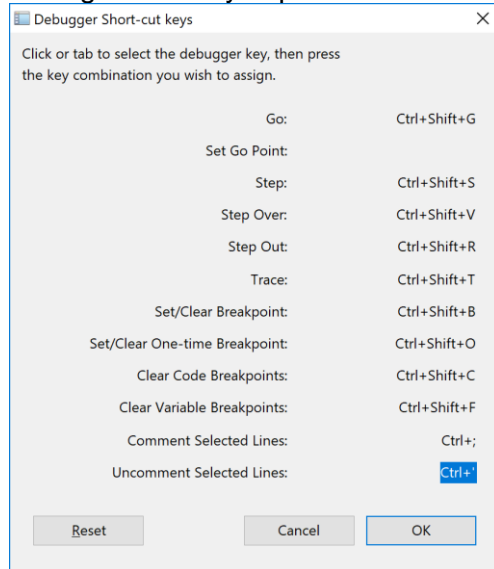 Debugger Short-cut keys
Click or tab to select the debugger key, then press
the key combination you wish to assign.
Go: Ctrl+Shift+G
Set Go Point:
Step: Ctrl+Shift+S
Step Over: Ctrl+Shift+V
Step Out: Ctrl+Shift+R
Trace: Ctrl+Shift+T
Set/Clear Breakpoint: Ctrl+Shift+B
Set/Clear One-time Breakpoint: Ctrl+Shift+O
Clear Code Breakpoints: Ctrl+Shift+C
Clear Variable Breakpoints: Ctrl+Shift+F
Comment Selected Lines: Ctrl+;
Uncomment Selected Lines: Ctrl+'
Reset Cancel OK